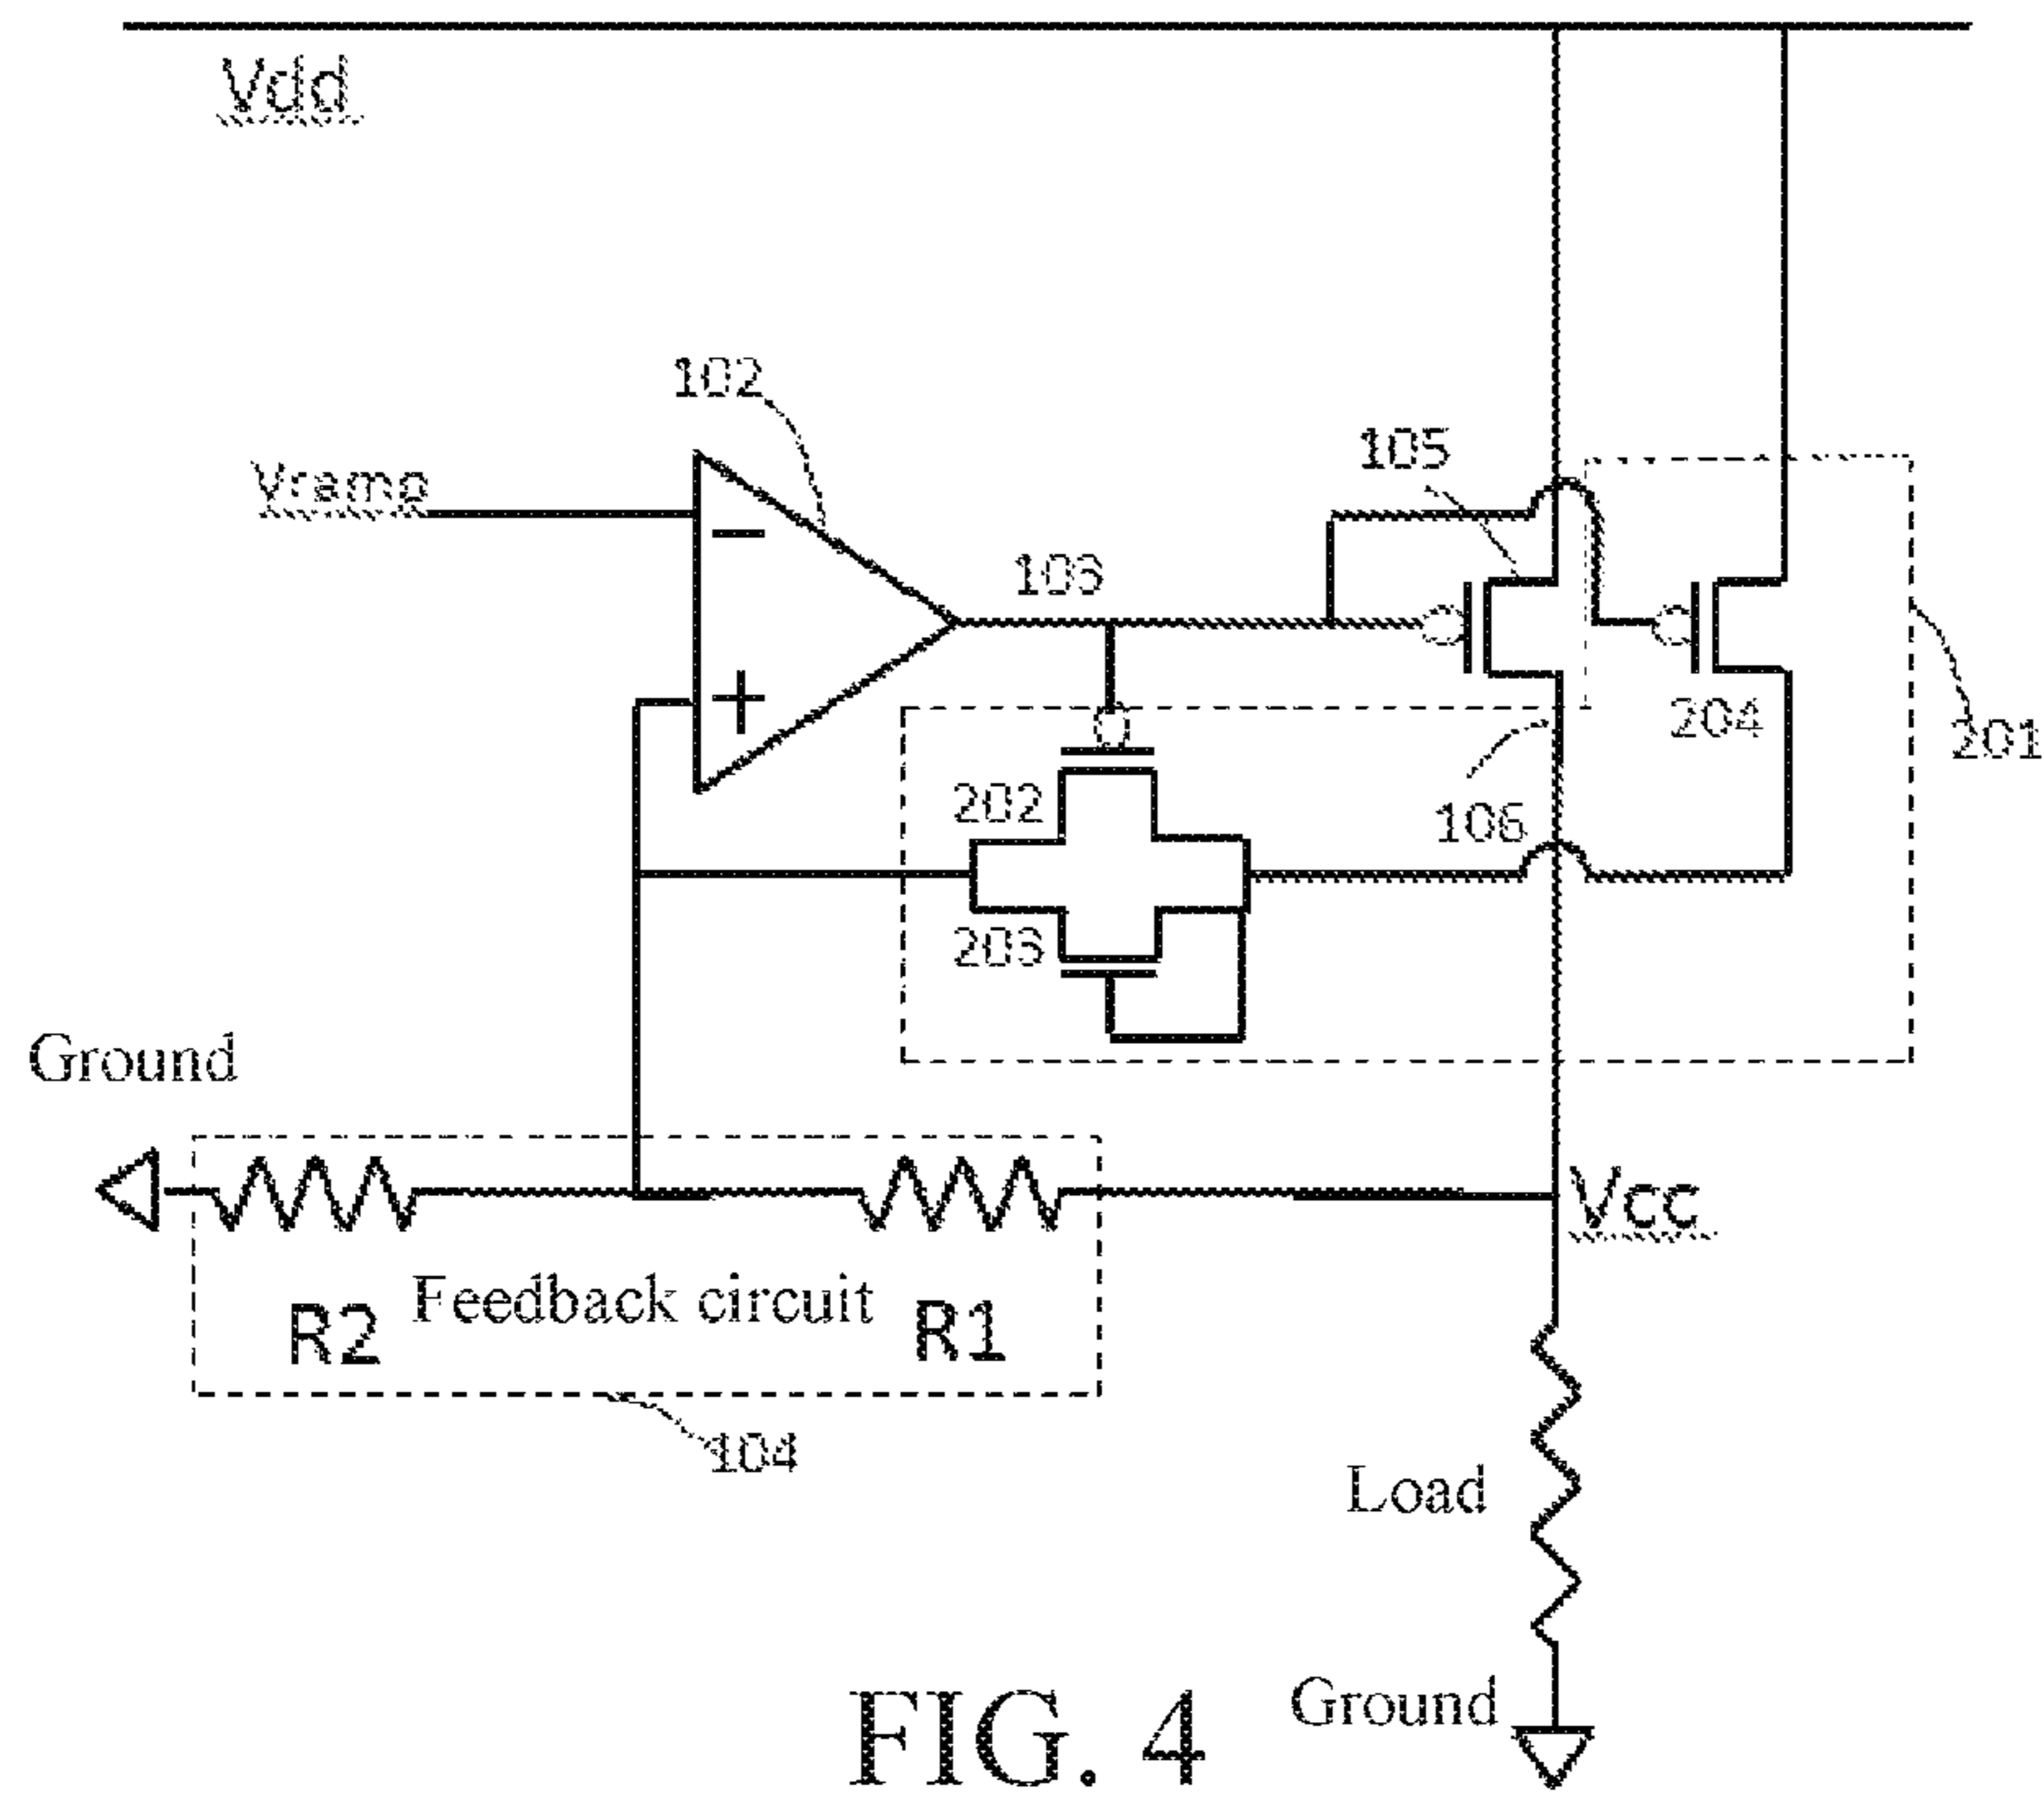 Vdd
102
Vramp
105
103
−
+
204
201
202
106
203
Ground
Vcc
Feedback circuit
R2
R1
104
Load
Ground
FIG. 4